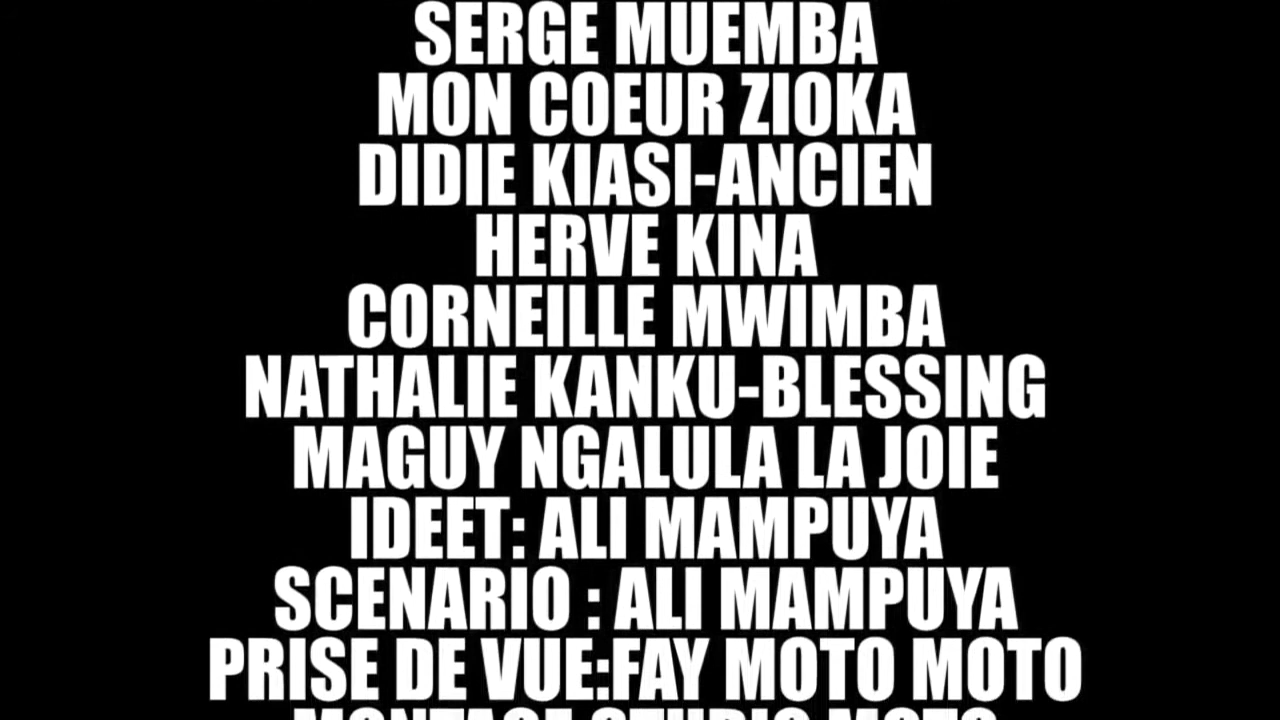 SERGE MUEMBA
MON COEUR ZIOKA
DIDIE KIASI-ANCIEN
HERVE KINA
CORNEILLE MWIMBA
NATHALIE KANKU-BLESSING
MAGUY NGALULA LA JOIE
IDEET: ALI MAMPUYA
SCENARIO : ALI MAMPUYA
PRISE DE VUE:FAY MOTO MOTO